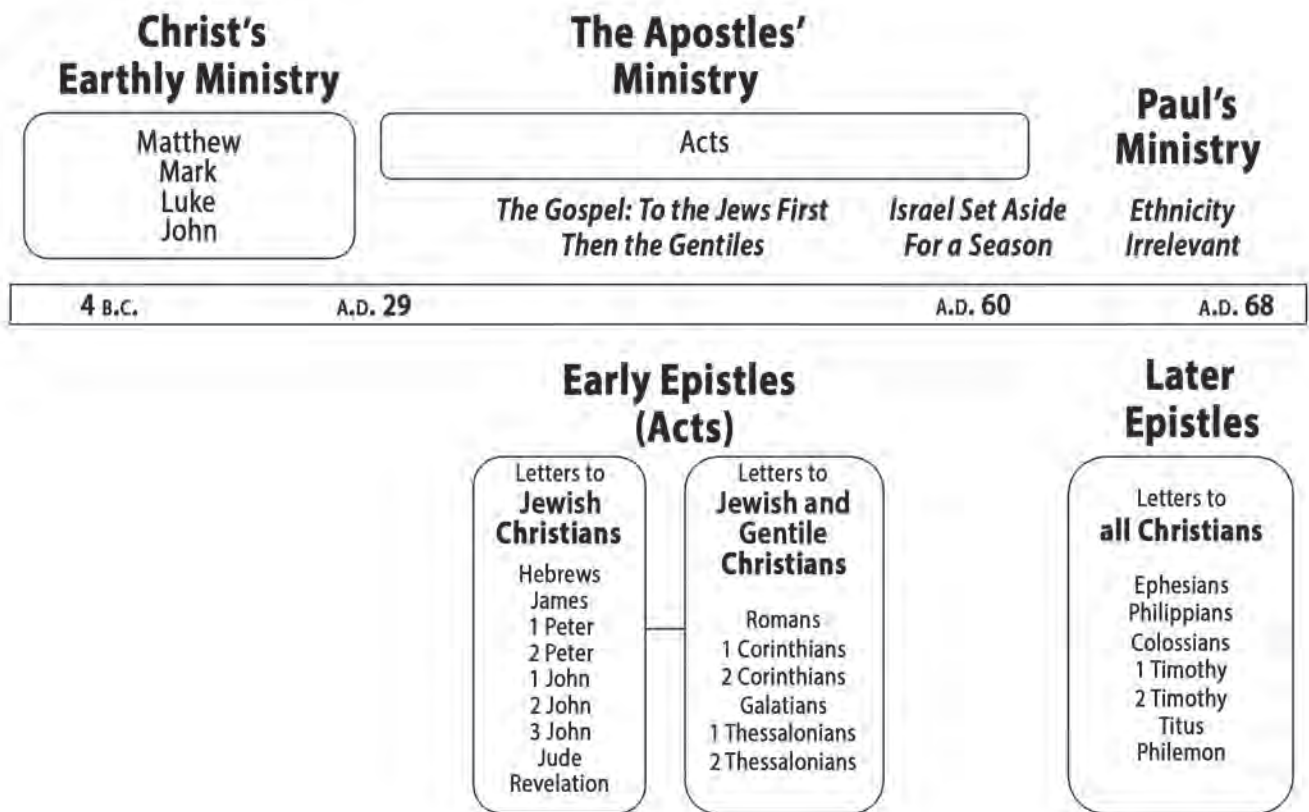 Christ's
Earthly Ministry
Matthew
Mark
Luke
John
The Apostles'
Ministry
Acts
The Gospel: To the Jews First
Then the Gentiles
Israel Set Aside
For a Season
Paul's
Ministry
Ethnicity
Irrelevant
4 B.C.
A.D. 29
A.D. 60
A.D. 68
Early Epistles
(Acts)
Letters to
Jewish
Christians
Hebrews
James
1 Peter
2 Peter
1 John
2 John
3 John
Jude
Revelation
Letters to
Jewish and
Gentile
Christians
Romans
1 Corinthians
2 Corinthians
Galatians
1 Thessalonians
2 Thessalonians
Later
Epistles
Letters to
all Christians
Ephesians
Philippians
Colossians
1 Timothy
2 Timothy
Titus
Philemon